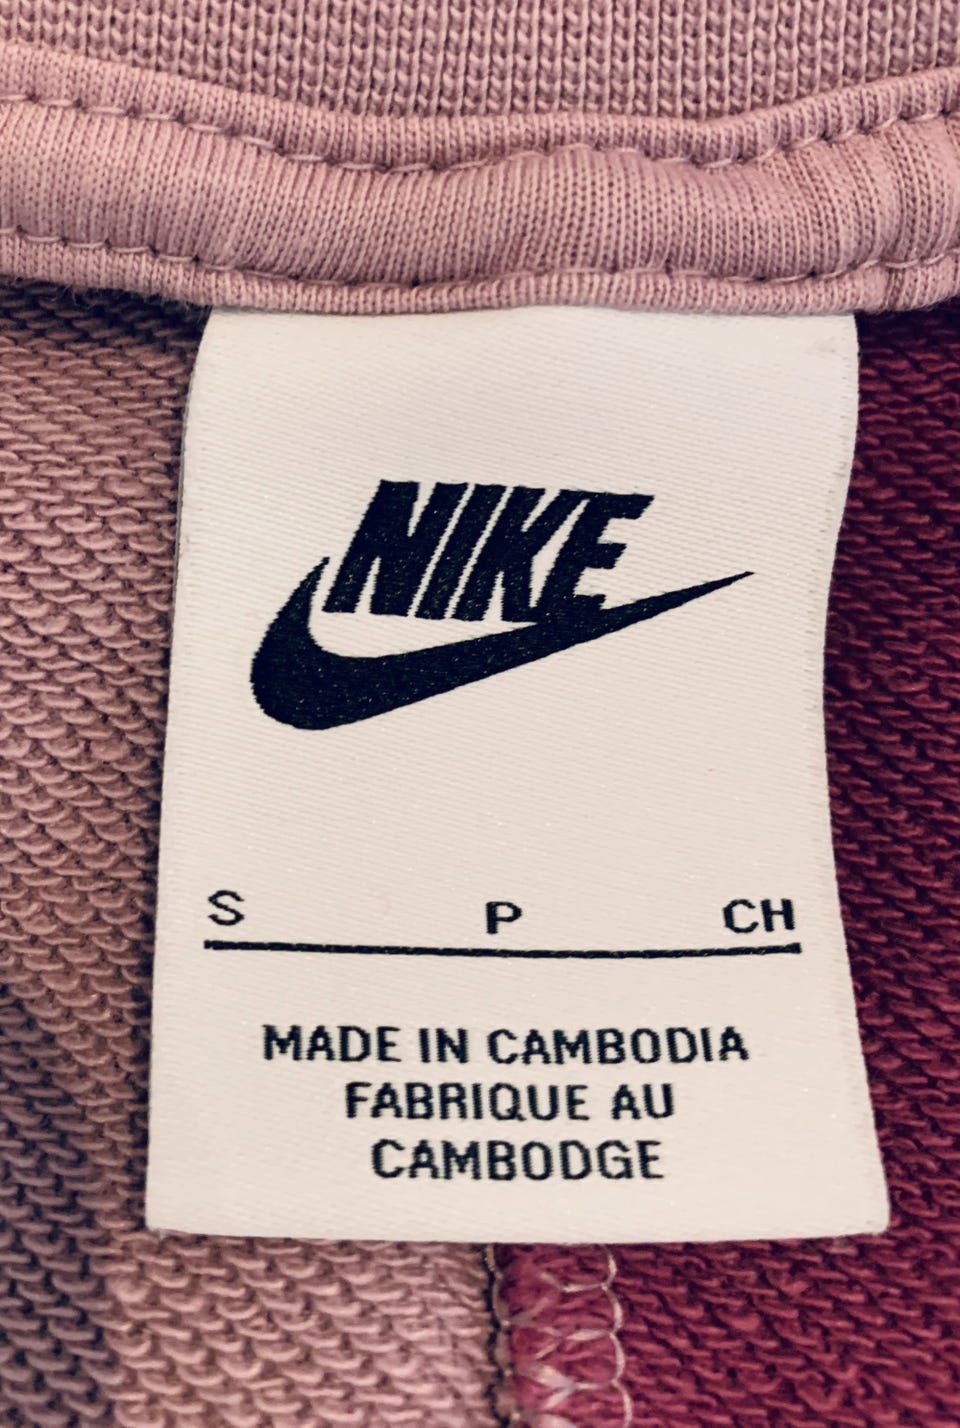 NIKE
S P CH
MADE IN CAMBODIA
FABRIQUE AU
CAMBODGE